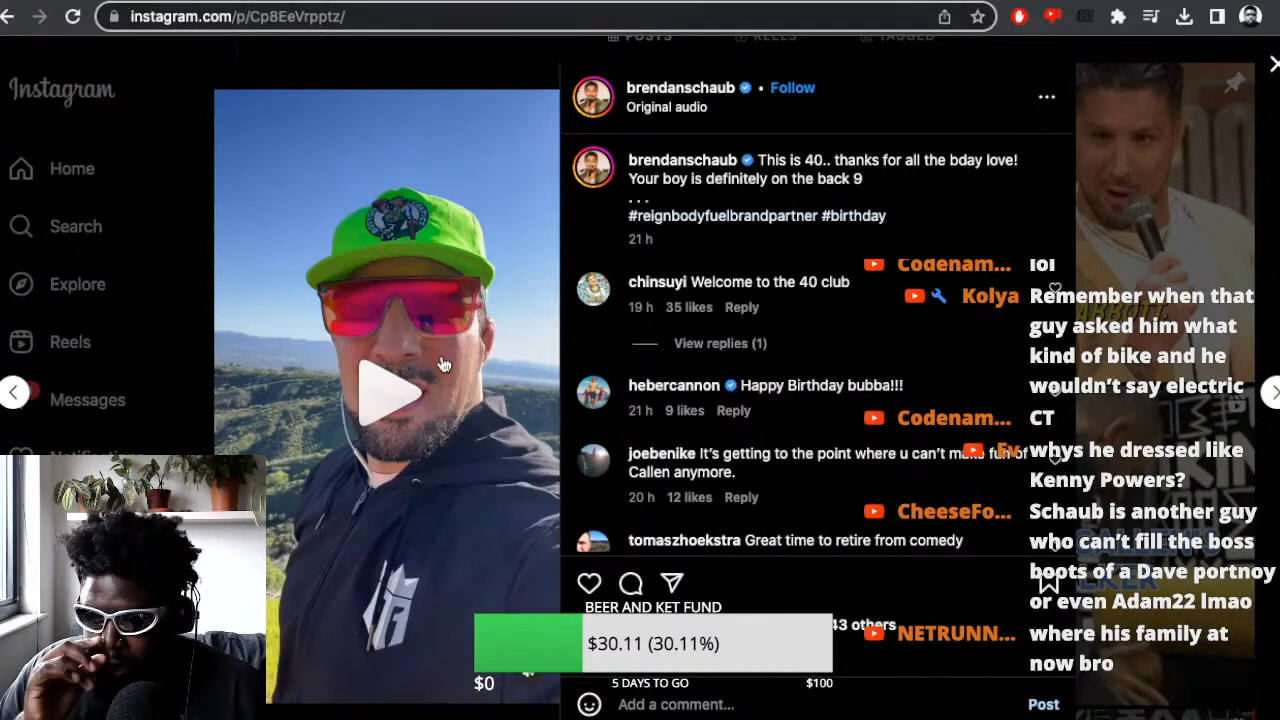 instagram.com/p/Cp8EeVrpptz/
POSTS REELS TAGGED
Instagram
Home
Search
Explore
Reels
Messages
brendanschaub • Follow
Original audio
...
brendanschaub This is 40.. thanks for all the bday love!
Your boy is definitely on the back 9
. . .
#reignbodyfuelbrandpartner #birthday
21 h
chinsuyi Welcome to the 40 club
19 h 35 likes Reply
View replies (1)
hebercannon Happy Birthday bubba!!!
21 h 9 likes Reply
joebenike It's getting to the point where u can't make fun of
Callen anymore.
20 h 12 likes Reply
tomaszhoekstra Great time to retire from comedy
43 others
Add a comment...
Post
BEER AND KET FUND
$30.11 (30.11%)
$0
5 DAYS TO GO
$100
Codenam... lol
Kolya Remember when that
guy asked him what
kind of bike and he
wouldn't say electric
Codenam... CT
whys he dressed like
Kenny Powers?
CheeseFo... Schaub is another guy
who can't fill the boss
boots of a Dave portnoy
or even Adam22 lmao
NETRUNN... where his family at
now bro